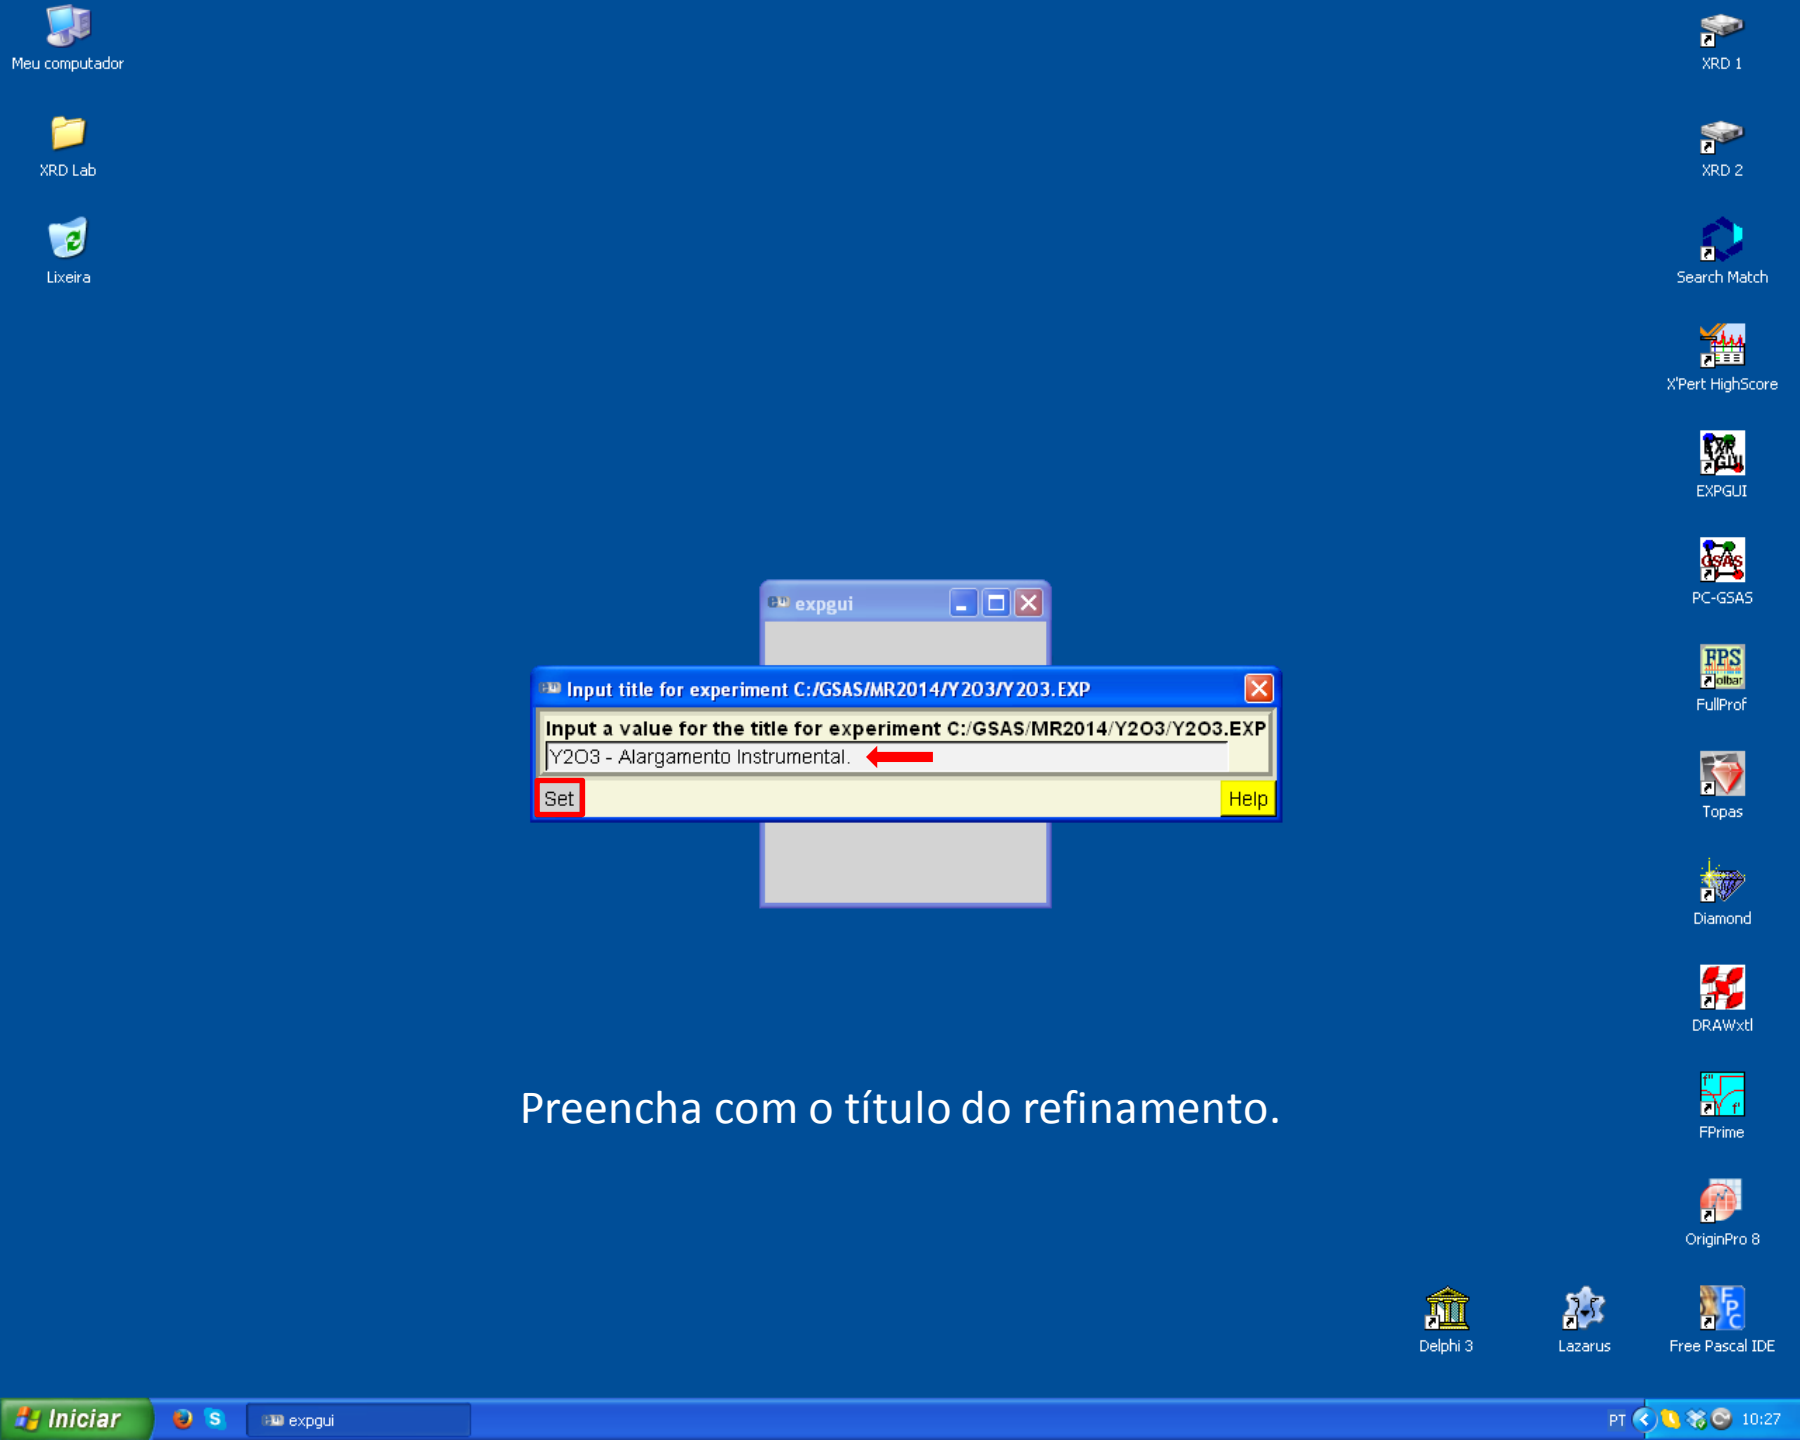 Meu computador
XRD Lab
Lixeira
XRD 1
XRD 2
Search Match
X'Pert HighScore
EXPGUI
PC-GSAS
FullProf
Topas
Diamond
DRAWxtl
FPrime
OriginPro 8
Delphi 3
Lazarus
Free Pascal IDE
expgui
Input title for experiment C:/GSAS/MR2014/Y2O3/Y2O3.EXP
Input a value for the title for experiment C:/GSAS/MR2014/Y2O3/Y2O3.EXP
Y2O3 - Alargamento Instrumental.
Set
Help
Preencha com o título do refinamento.
Iniciar
expgui
PT
10:27